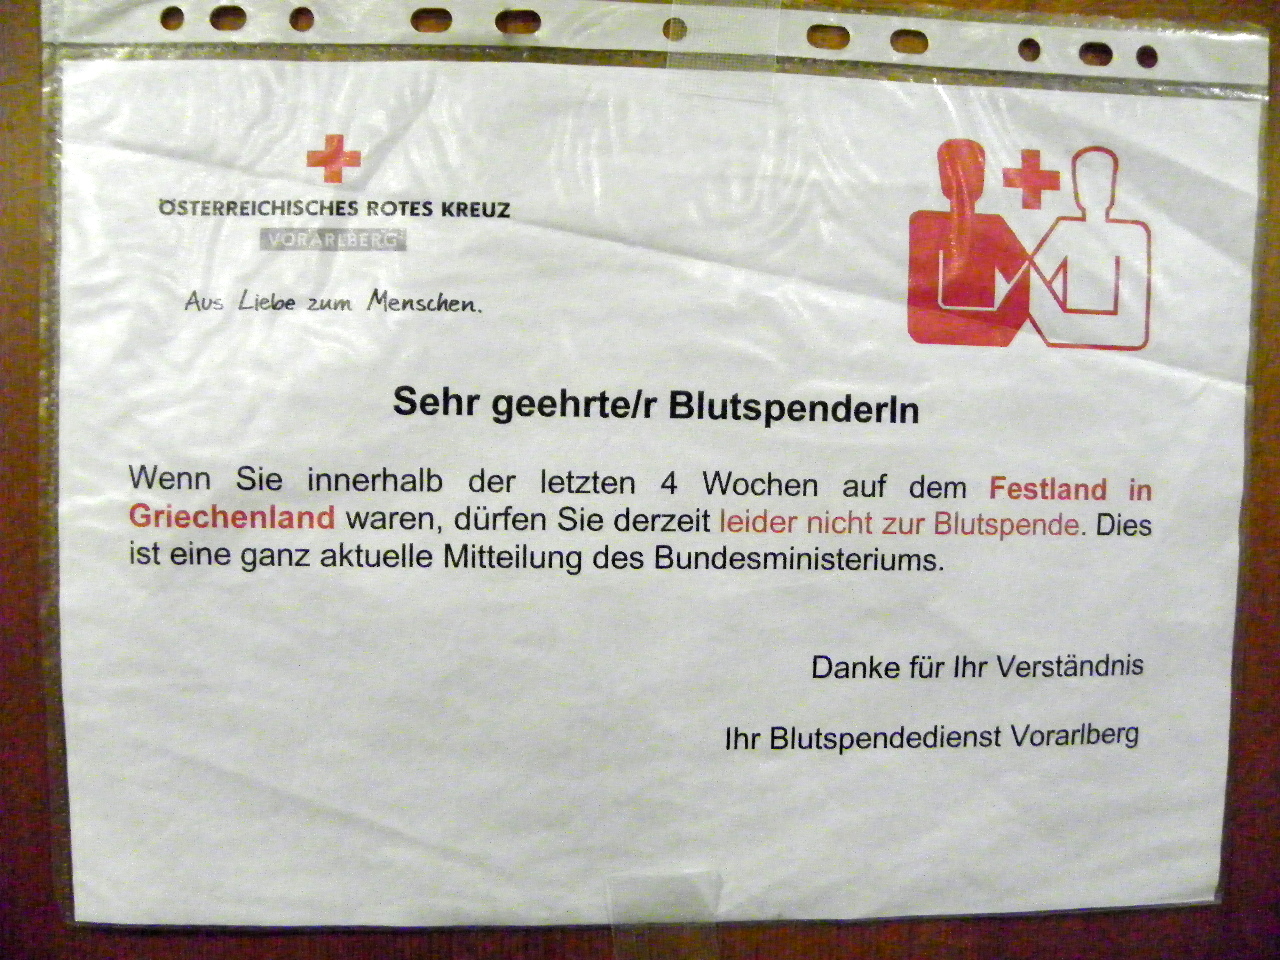 ÖSTERREICHISCHES ROTES KREUZ
VORARLBERG
Aus Liebe zum Menschen.
Sehr geehrte/r BlutspenderIn
Wenn Sie innerhalb der letzten 4 Wochen auf dem Festland in
Griechenland waren, dürfen Sie derzeit leider nicht zur Blutspende. Dies
ist eine ganz aktuelle Mitteilung des Bundesministeriums.
Danke für Ihr Verständnis
Ihr Blutspendedienst Vorarlberg